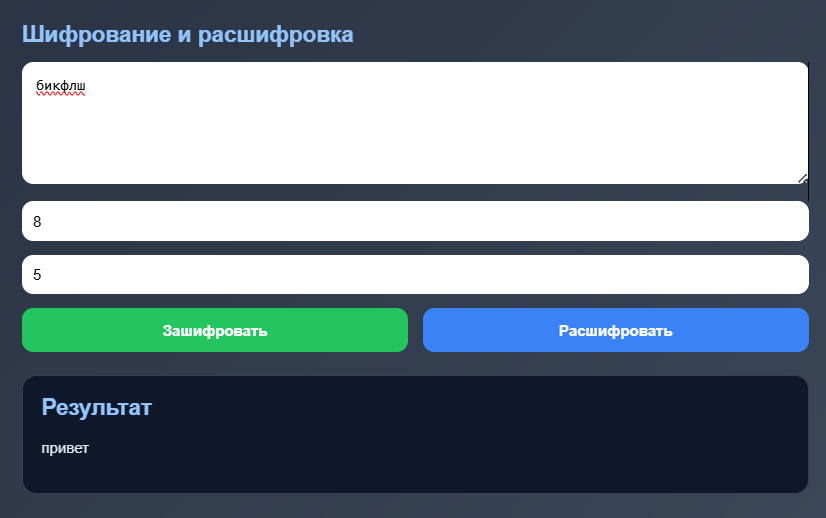 Шифрование и расшифровка
бикфлш
8
5
Зашифровать
Расшифровать
Результат
привет